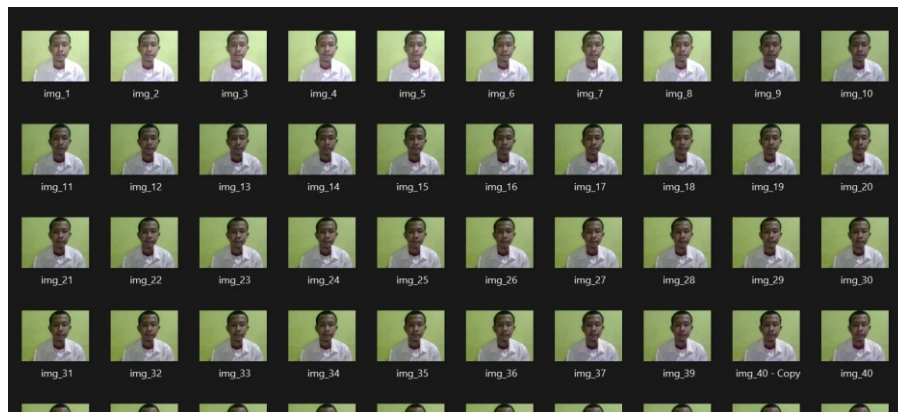 img_1 img_2 img_3 img_4 img_5 img_6 img_7 img_8 img_9 img_10
img_11 img_12 img_13 img_14 img_15 img_16 img_17 img_18 img_19 img_20
img_21 img_22 img_23 img_24 img_25 img_26 img_27 img_28 img_29 img_30
img_31 img_32 img_33 img_34 img_35 img_36 img_37 img_39 img_40 - Copy img_40